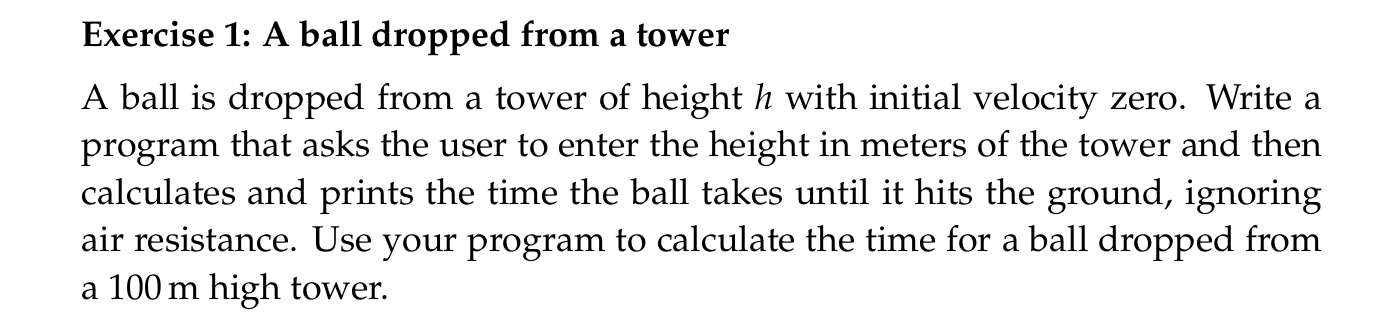 Exercise 1: A ball dropped from a tower
A ball is dropped from a tower of height h with initial velocity zero. Write a
program that asks the user to enter the height in meters of the tower and then
calculates and prints the time the ball takes until it hits the ground, ignoring
air resistance. Use your program to calculate the time for a ball dropped from
a 100 m high tower.